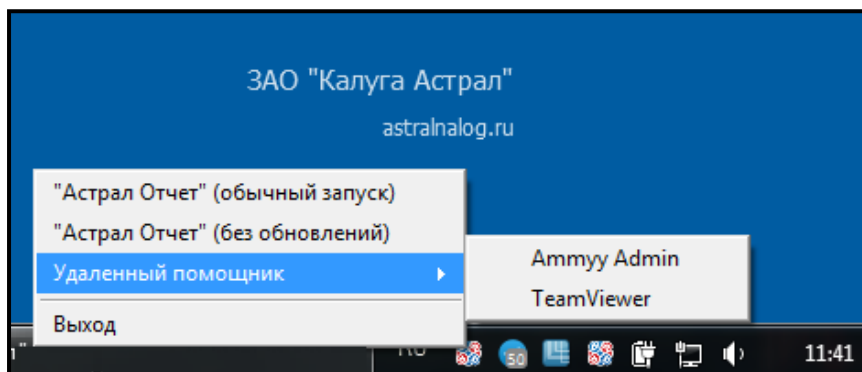 ЗАО "Калуга Астрал"
astralnalog.ru
"Астрал Отчет" (обычный запуск)
"Астрал Отчет" (без обновлений)
Удаленный помощник
Ammyy Admin
TeamViewer
Выход
50
11:41